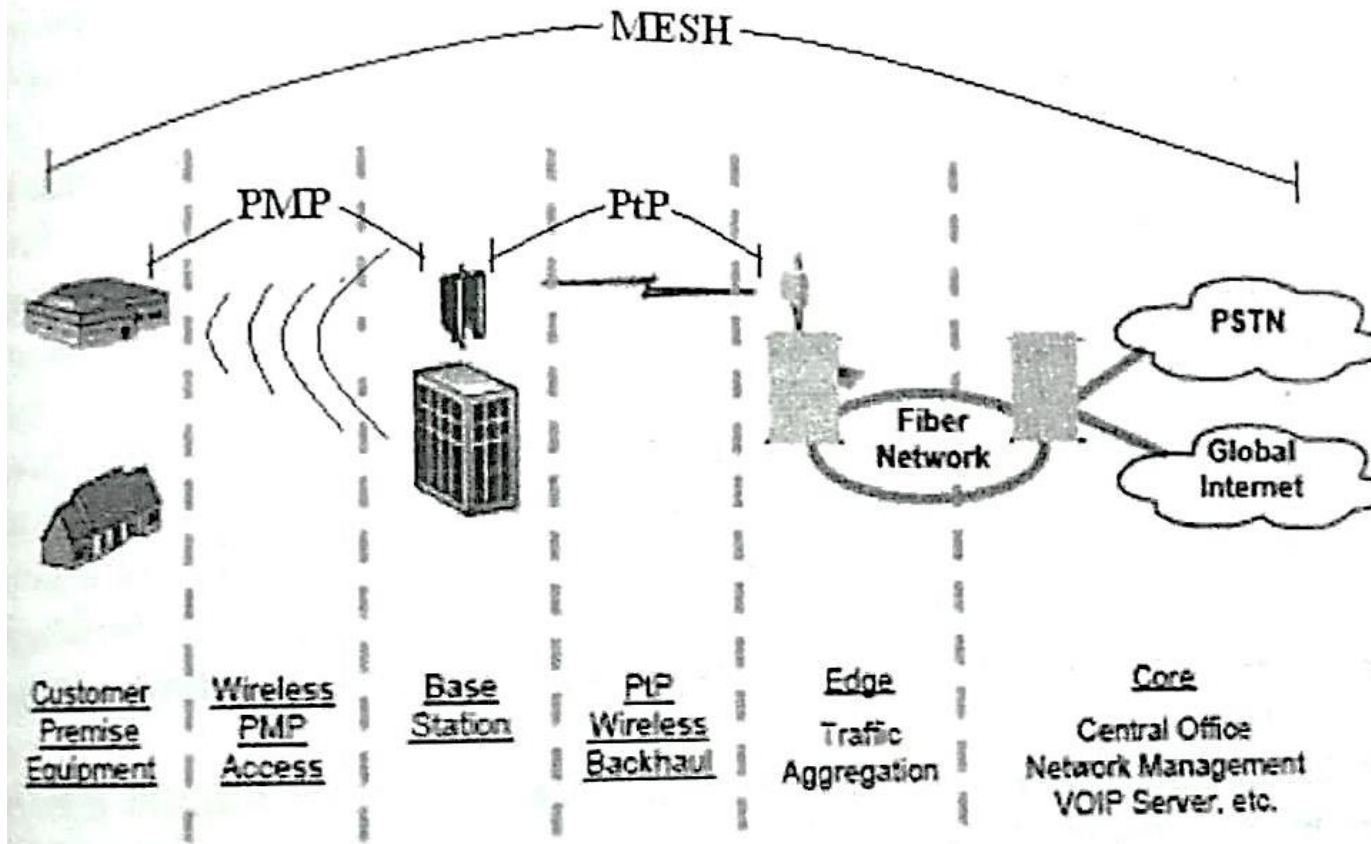 MESH
PMP
PtP
PSTN
Fiber
Network
Global
Internet
Customer
Premise
Equipment
Wireless
PMP
Access
Base
Station
PtP
Wireless
Backhaul
Edge
Traffic
Aggregation
Core
Central Office
Network Management
VOIP Server, etc.